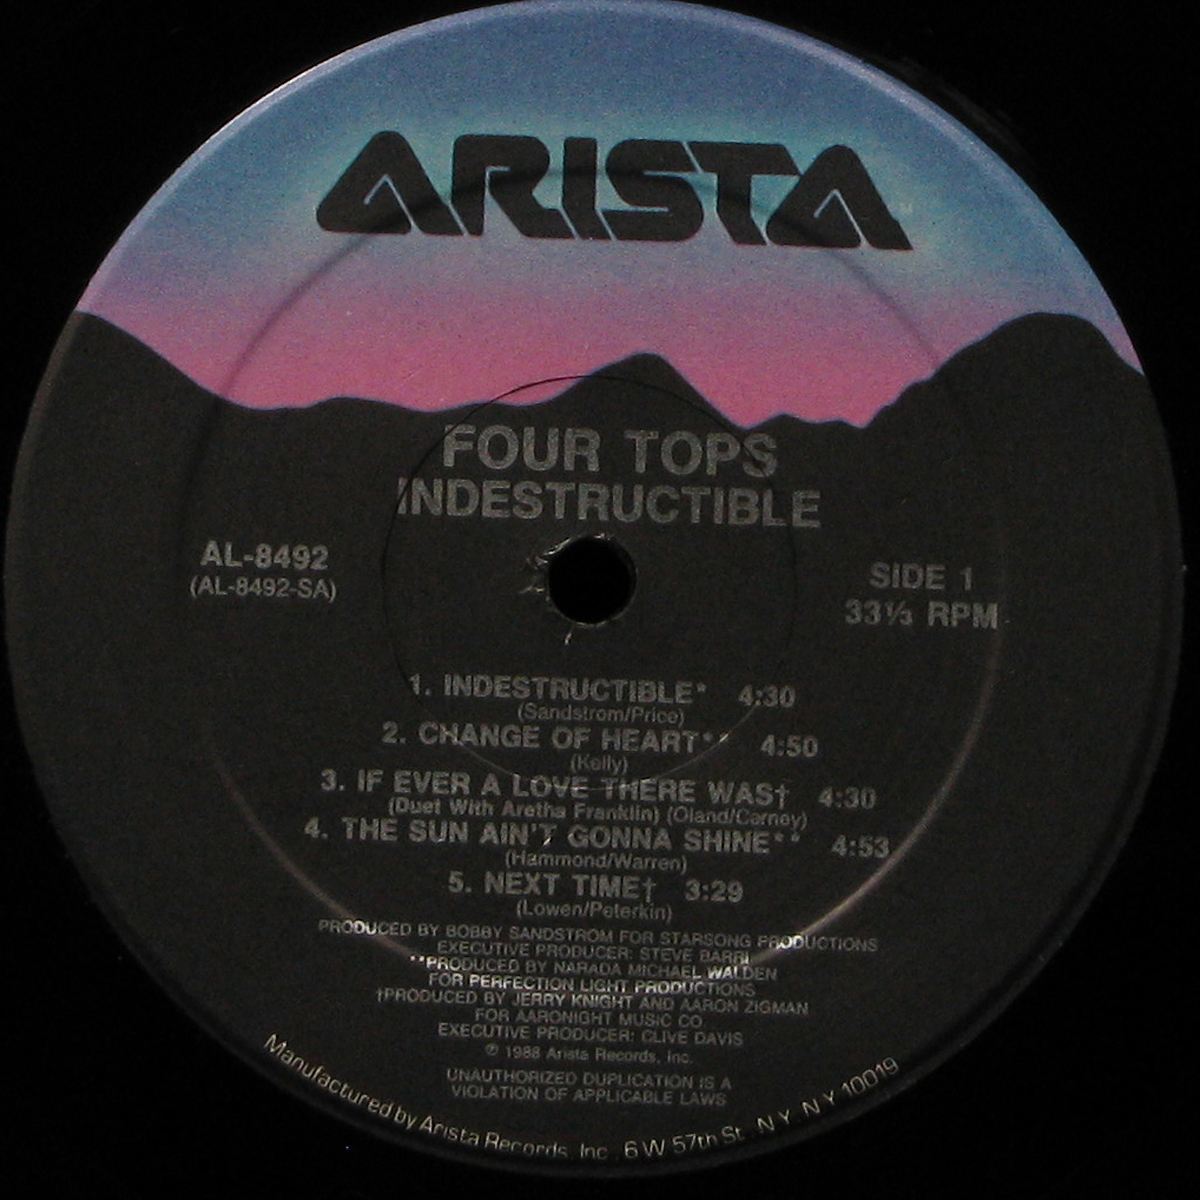 ARISTA
FOUR TOPS
INDESTRUCTIBLE
AL-8492
(AL-8492-SA)
SIDE 1
33⅓ RPM
1. INDESTRUCTIBLE* 4:30
(Sandstrom/Price)
2. CHANGE OF HEART** 4:50
(Kelly)
3. IF EVER A LOVE THERE WAS† 4:30
(Duet With Aretha Franklin) (Oland/Carney)
4. THE SUN AIN'T GONNA SHINE** 4:53
(Hammond/Warren)
5. NEXT TIME† 3:29
(Lowen/Peterkin)
PRODUCED BY BOBBY SANDSTROM FOR STARSONG PRODUCTIONS
EXECUTIVE PRODUCER: STEVE BARRI
**PRODUCED BY NARADA MICHAEL WALDEN
FOR PERFECTION LIGHT PRODUCTIONS
†PRODUCED BY JERRY KNIGHT AND AARON ZIGMAN
FOR AARONIGHT MUSIC CO
EXECUTIVE PRODUCER: CLIVE DAVIS
℗ 1988 Arista Records, Inc.
UNAUTHORIZED DUPLICATION IS A
VIOLATION OF APPLICABLE LAWS
Manufactured by Arista Records, Inc. 6 W 57th St. N.Y. N.Y. 10019